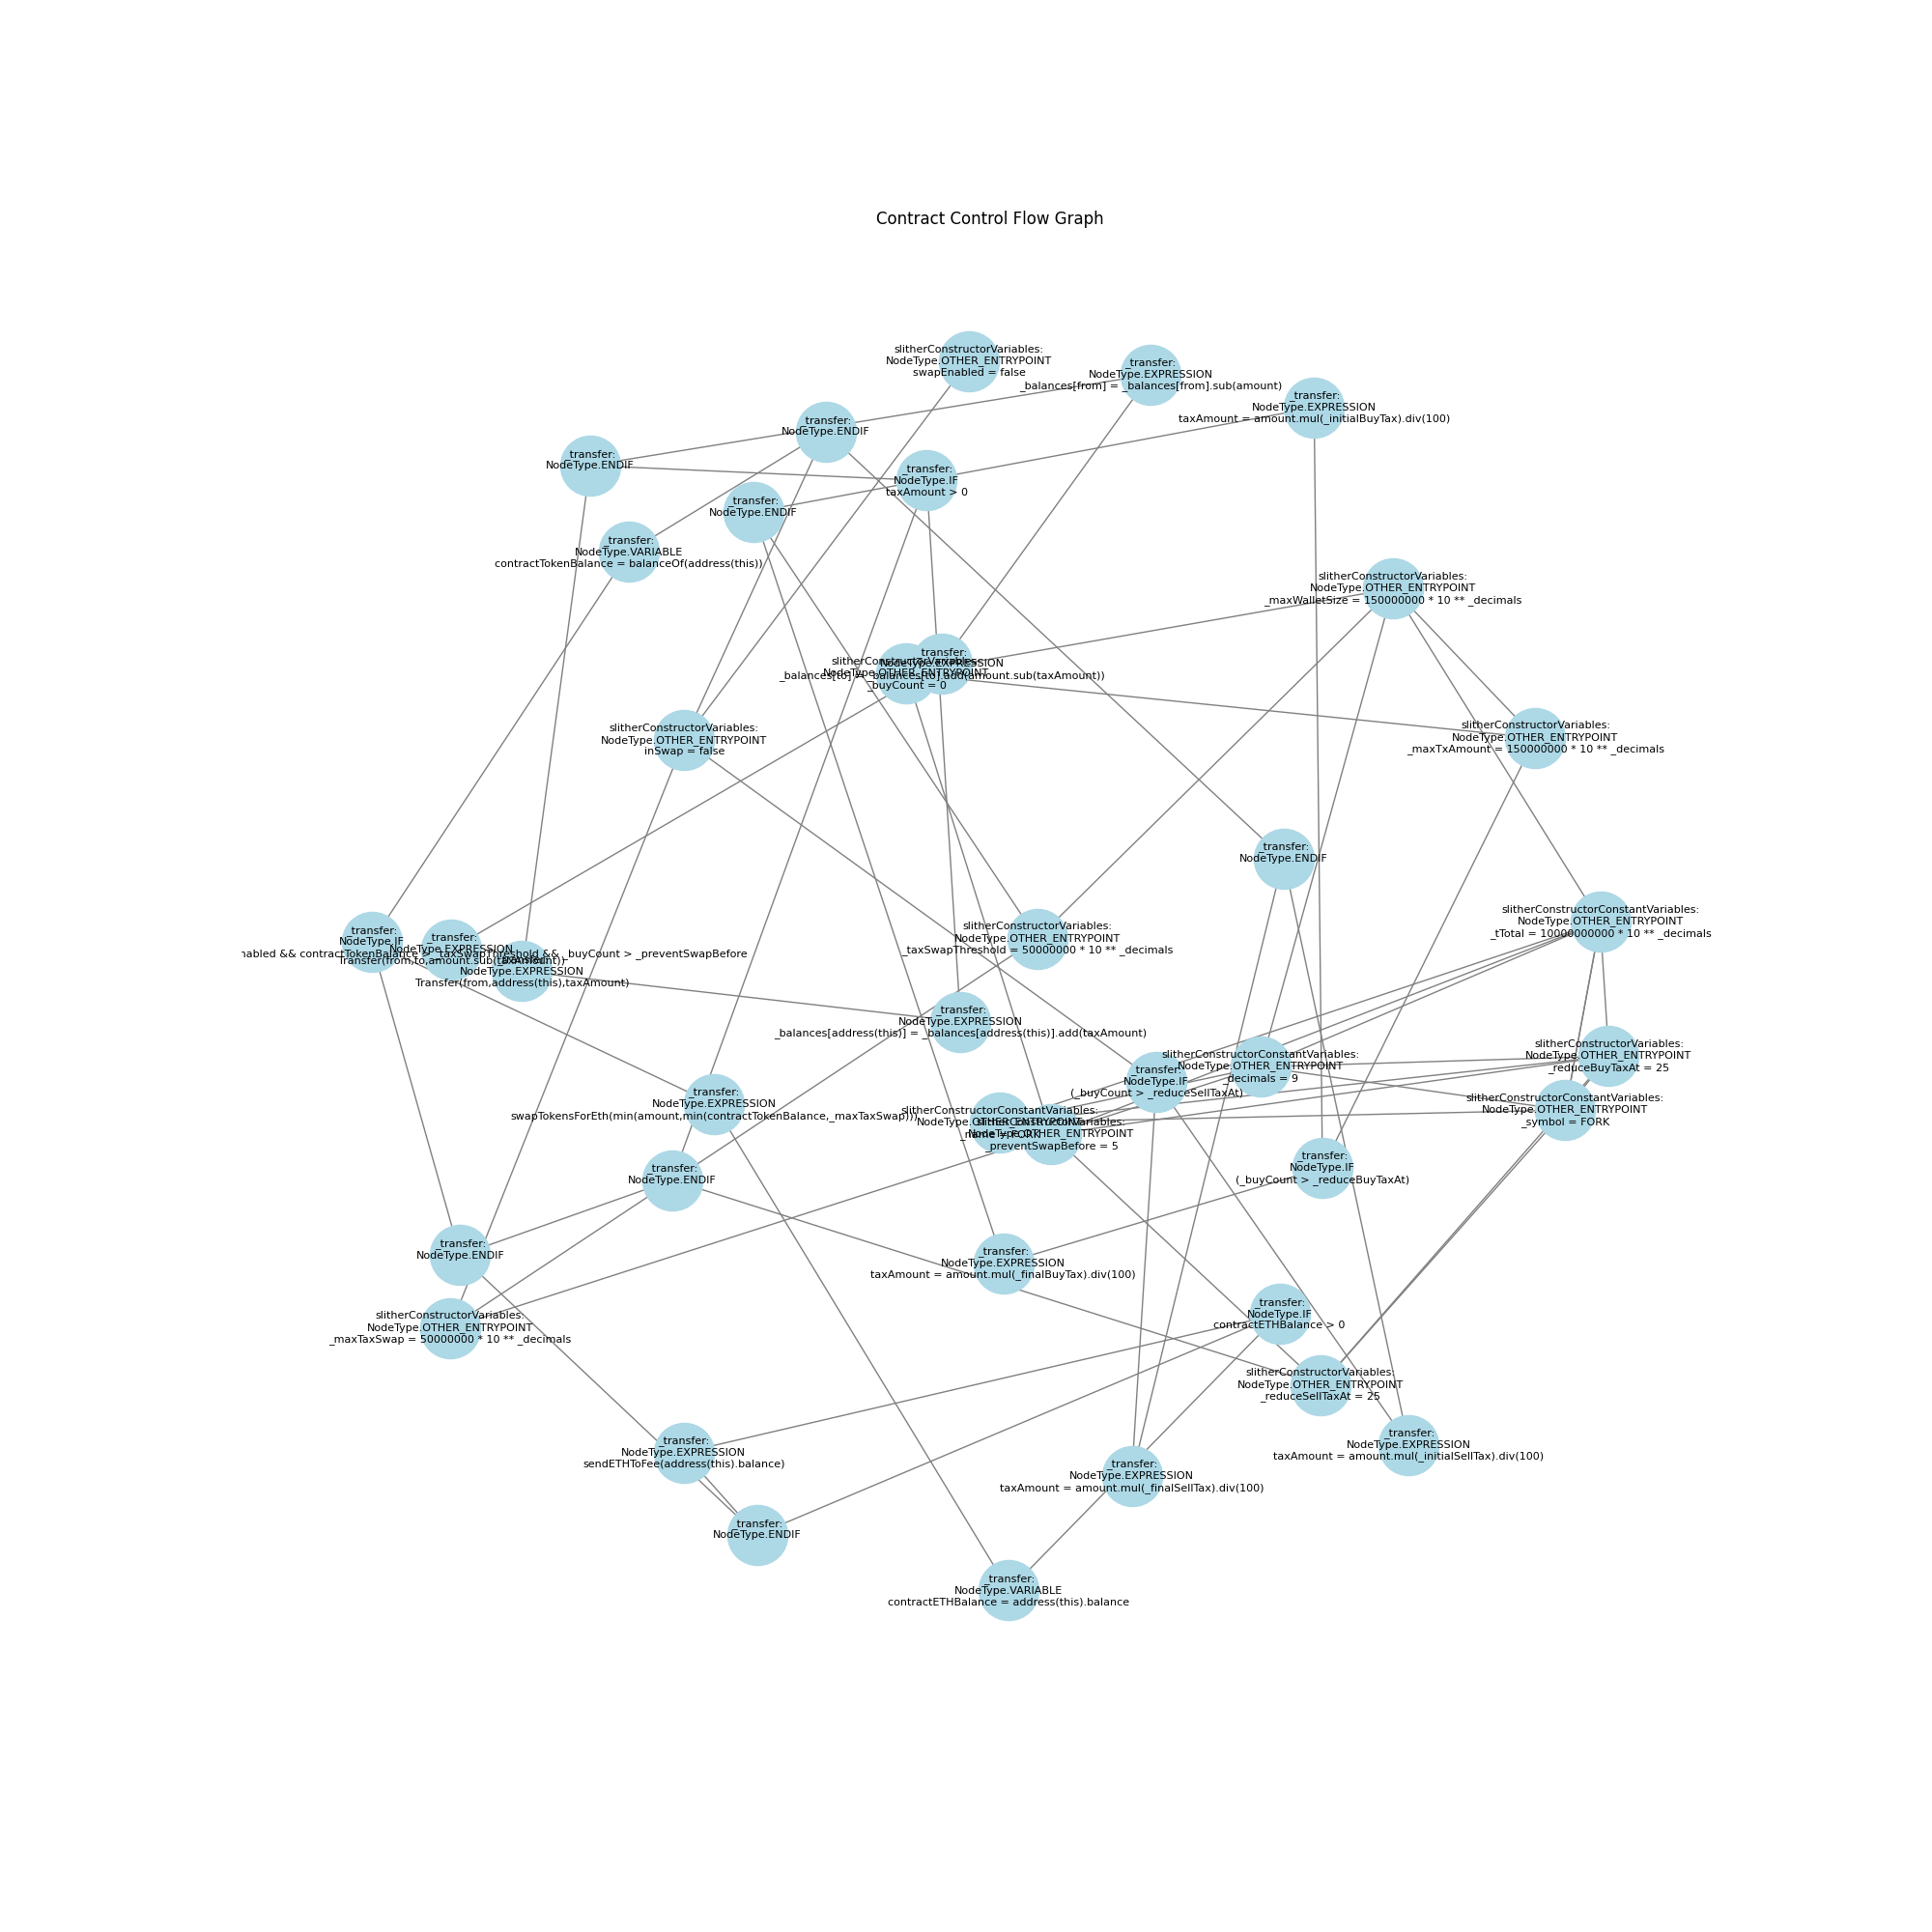 Contract Control Flow Graph
slitherConstructorVariables:
NodeType.OTHER_ENTRYPOINT
swapEnabled = false
_transfer:
NodeType.EXPRESSION
_balances[from] = _balances[from].sub(amount)
_transfer:
NodeType.EXPRESSION
taxAmount = amount.mul(_initialBuyTax).div(100)
_transfer:
NodeType.ENDIF
_transfer:
NodeType.ENDIF
_transfer:
NodeType.IF
taxAmount > 0
_transfer:
NodeType.ENDIF
_transfer:
NodeType.VARIABLE
contractTokenBalance = balanceOf(address(this))
slitherConstructorVariables:
NodeType.OTHER_ENTRYPOINT
_maxWalletSize = 150000000 * 10 ** _decimals
_transfer:
NodeType.EXPRESSION
_balances[to] = _balances[to].add(amount.sub(taxAmount))
slitherConstructorVariables:
NodeType.OTHER_ENTRYPOINT
_buyCount = 0
slitherConstructorVariables:
NodeType.OTHER_ENTRYPOINT
inSwap = false
slitherConstructorVariables:
NodeType.OTHER_ENTRYPOINT
_maxTxAmount = 150000000 * 10 ** _decimals
_transfer:
NodeType.ENDIF
slitherConstructorConstantVariables:
NodeType.OTHER_ENTRYPOINT
_tTotal = 10000000000 * 10 ** _decimals
_transfer:
NodeType.IF
&& contractTokenBalance > _taxSwapThreshold && _buyCount > _preventSwapBefore
_transfer:
NodeType.EXPRESSION
Transfer(from,to,amount.sub(taxAmount))
_transfer:
NodeType.EXPRESSION
Transfer(from,address(this),taxAmount)
slitherConstructorVariables:
NodeType.OTHER_ENTRYPOINT
_taxSwapThreshold = 50000000 * 10 ** _decimals
_transfer:
NodeType.EXPRESSION
_balances[address(this)] = _balances[address(this)].add(taxAmount)
slitherConstructorVariables:
NodeType.OTHER_ENTRYPOINT
_reduceBuyTaxAt = 25
slitherConstructorConstantVariables:
NodeType.OTHER_ENTRYPOINT
_decimals = 9
_transfer:
NodeType.IF
(_buyCount > _reduceSellTaxAt)
_transfer:
NodeType.EXPRESSION
swapTokensForEth(min(amount,min(contractTokenBalance,_maxTaxSwap)))
slitherConstructorConstantVariables:
NodeType.OTHER_ENTRYPOINT
_symbol = FORK
slitherConstructorConstantVariables:
NodeType.OTHER_ENTRYPOINT
_name = FORK
slitherConstructorVariables:
NodeType.OTHER_ENTRYPOINT
_preventSwapBefore = 5
_transfer:
NodeType.IF
(_buyCount > _reduceBuyTaxAt)
_transfer:
NodeType.ENDIF
_transfer:
NodeType.ENDIF
_transfer:
NodeType.EXPRESSION
taxAmount = amount.mul(_finalBuyTax).div(100)
slitherConstructorVariables:
NodeType.OTHER_ENTRYPOINT
_maxTaxSwap = 50000000 * 10 ** _decimals
_transfer:
NodeType.IF
contractETHBalance > 0
slitherConstructorVariables:
NodeType.OTHER_ENTRYPOINT
_reduceSellTaxAt = 25
_transfer:
NodeType.EXPRESSION
taxAmount = amount.mul(_initialSellTax).div(100)
_transfer:
NodeType.EXPRESSION
sendETHToFee(address(this).balance)
_transfer:
NodeType.EXPRESSION
taxAmount = amount.mul(_finalSellTax).div(100)
_transfer:
NodeType.ENDIF
_transfer:
NodeType.VARIABLE
contractETHBalance = address(this).balance